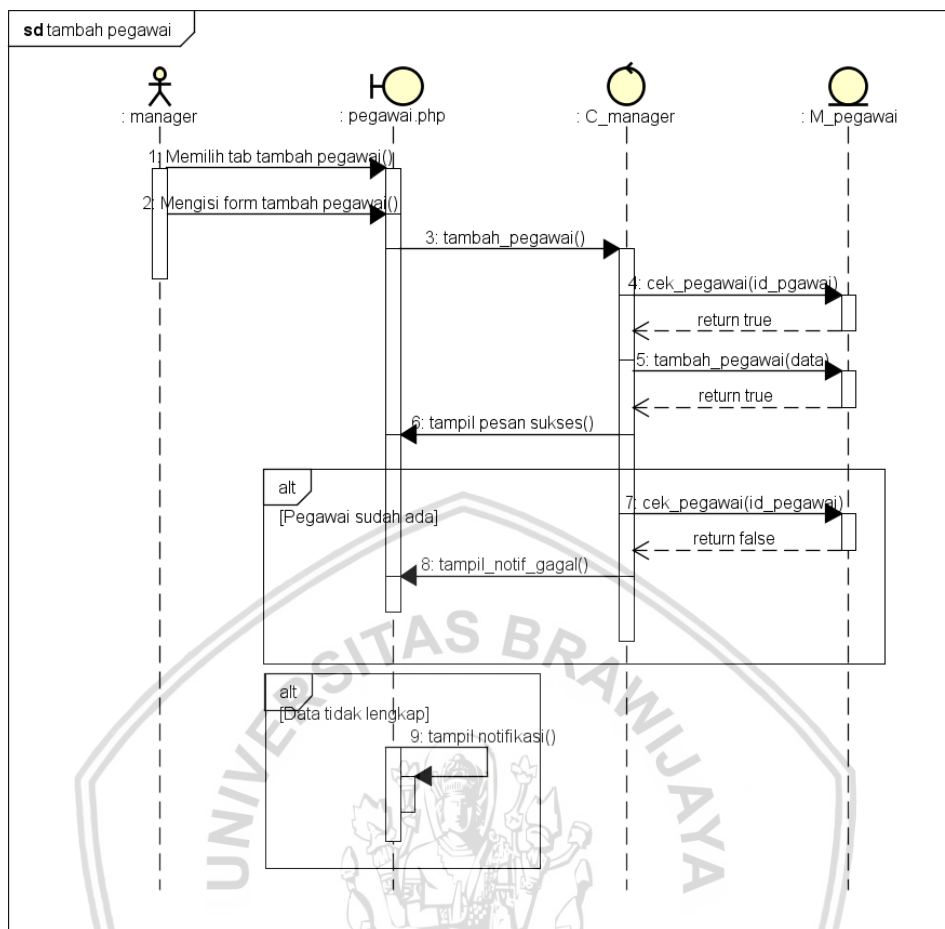 sd tambah pegawai
: manager
: pegawai.php
: C_manager
: M_pegawai
1: Memilih tab tambah pegawai()
2: Mengisi form tambah pegawai()
3: tambah_pegawai()
4: cek_pegawai(id_pgawai)
return true
5: tambah_pegawai(data)
return true
6: tampil pesan sukses()
alt
[Pegawai sudah ada]
7: cek_pegawai(id_pegawai)
return false
8: tampil_notif_gagal()
alt
[Data tidak lengkap]
9: tampil notifikasi()
UNIVERSITAS BRAWIJAYA